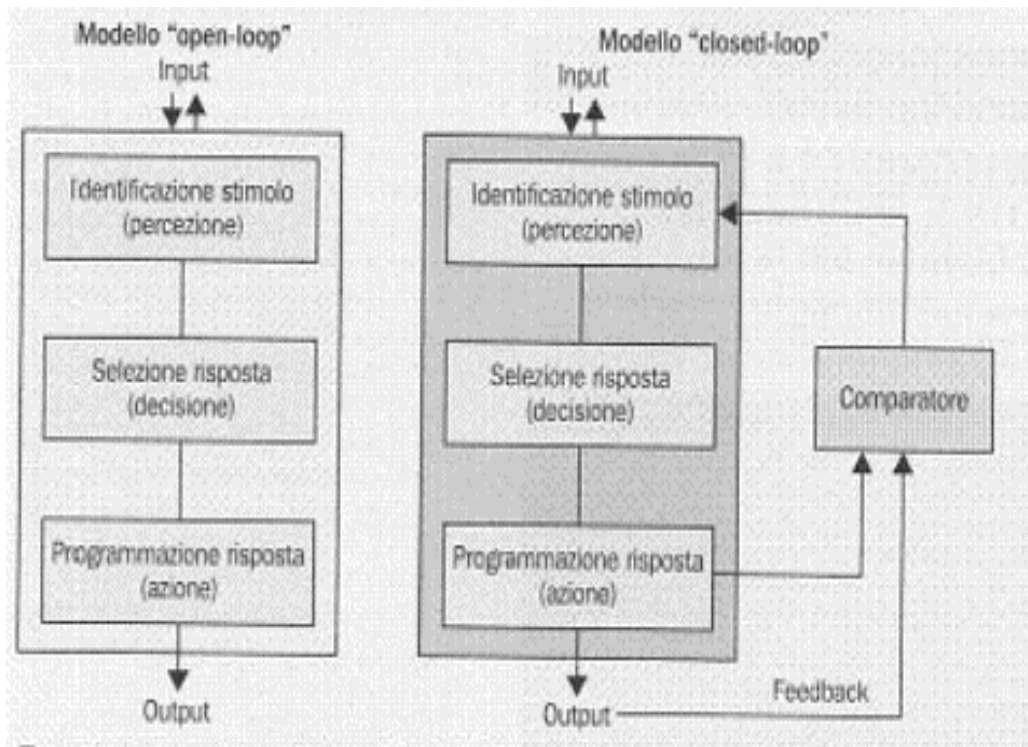 Modello "open-loop"
Input
Identificazione stimolo
(percezione)
Selezione risposta
(decisione)
Programmazione risposta
(azione)
Output
Modello "closed-loop"
Input
Identificazione stimolo
(percezione)
Selezione risposta
(decisione)
Programmazione risposta
(azione)
Comparatore
Output
Feedback